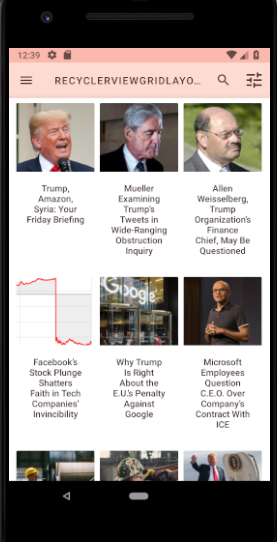 12:39
RECYCLERVIEWGRIDLAYO...
Trump,
Amazon,
Syria: Your
Friday Briefing
Mueller
Examining
Trump's
Tweets in
Wide-Ranging
Obstruction
Inquiry
Allen
Weisselberg,
Trump
Organization's
Finance
Chief, May Be
Questioned
Google
Facebook's
Stock Plunge
Shatters
Faith in Tech
Companies'
Invincibility
Why Trump
Is Right
About the
E.U.'s Penalty
Against
Google
Microsoft
Employees
Question
C.E.O. Over
Company's
Contract With
ICE